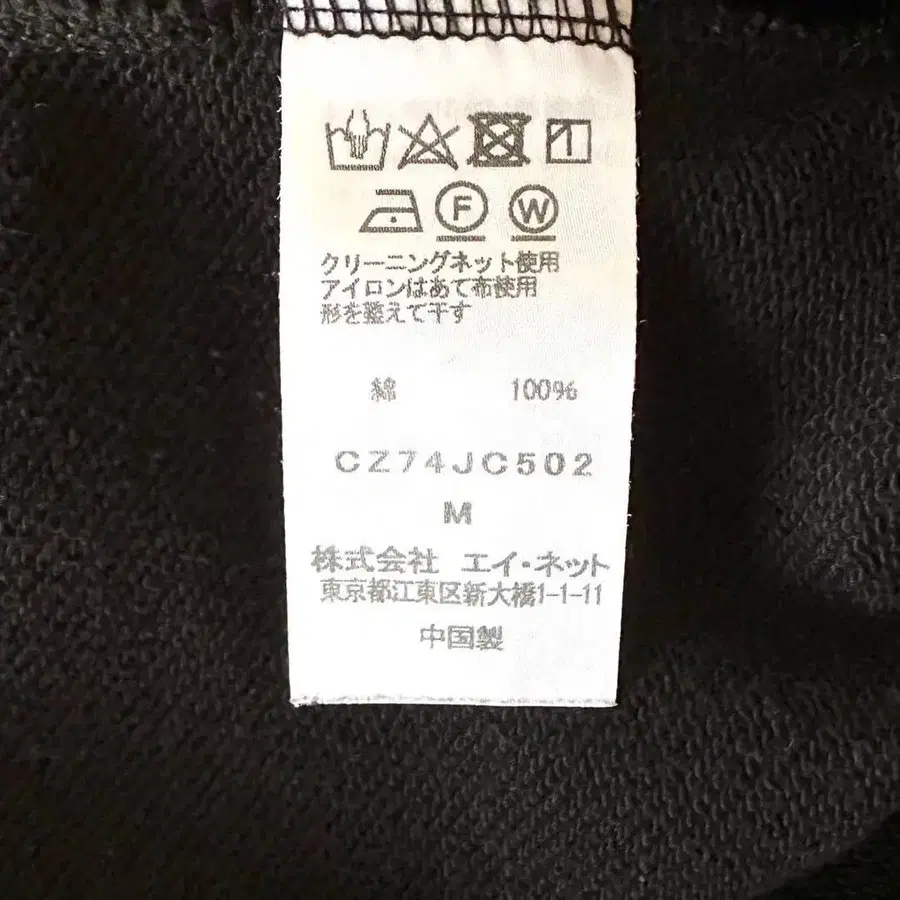 F W
クリーニングネット使用
アイロンはあて布使用
形を整えて干す
綿 100%
CZ74JC502
M
株式会社 エイ・ネット
東京都江東区新大橋1-1-11
中国製